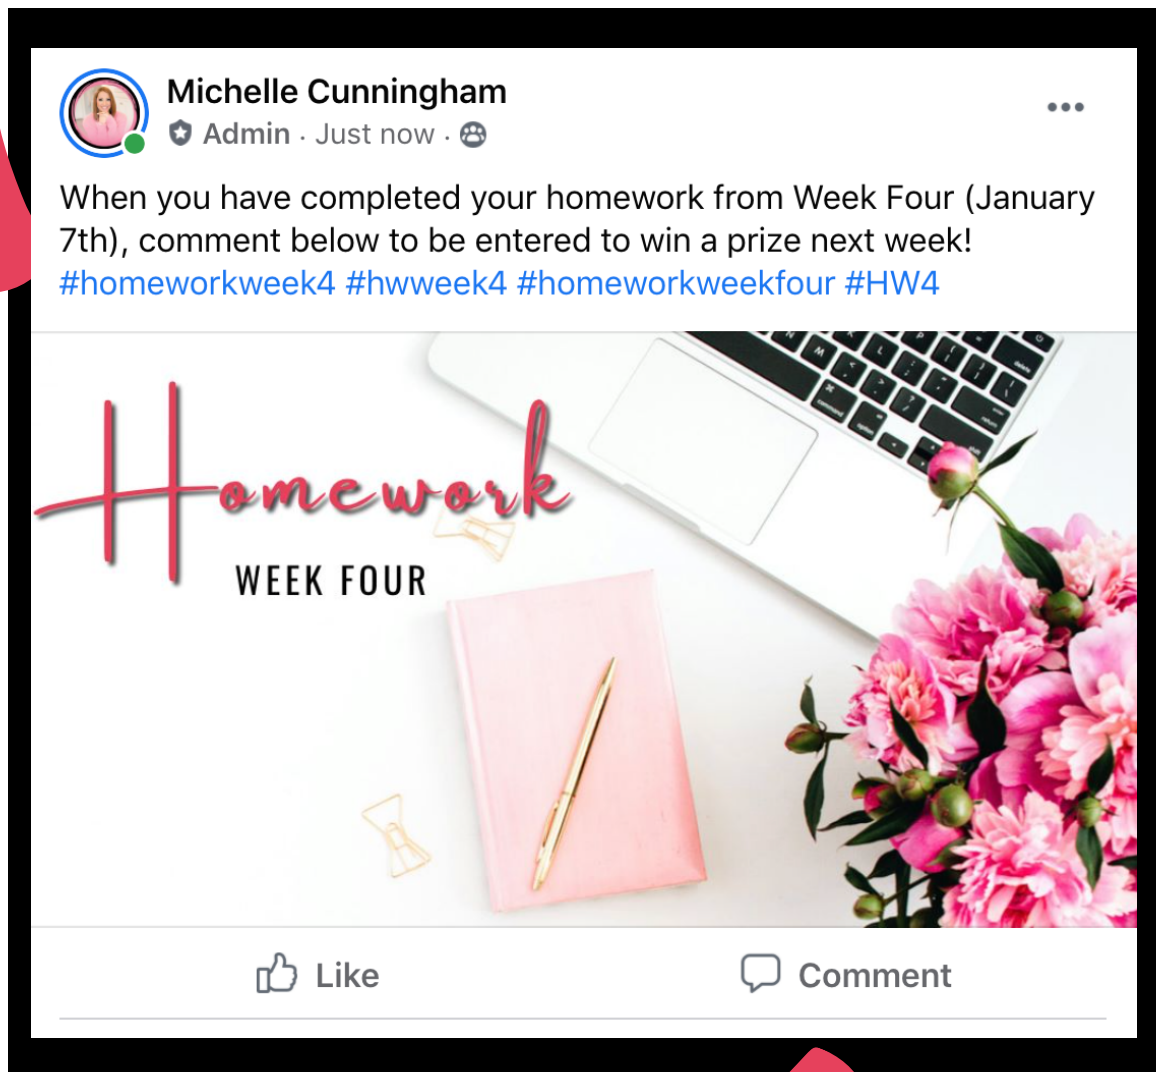 Michelle Cunningham
Admin · Just now ·
When you have completed your homework from Week Four (January
7th), comment below to be entered to win a prize next week!
#homeworkweek4 #hwweek4 #homeworkweekfour #HW4
Homework
WEEK FOUR
Like
Comment